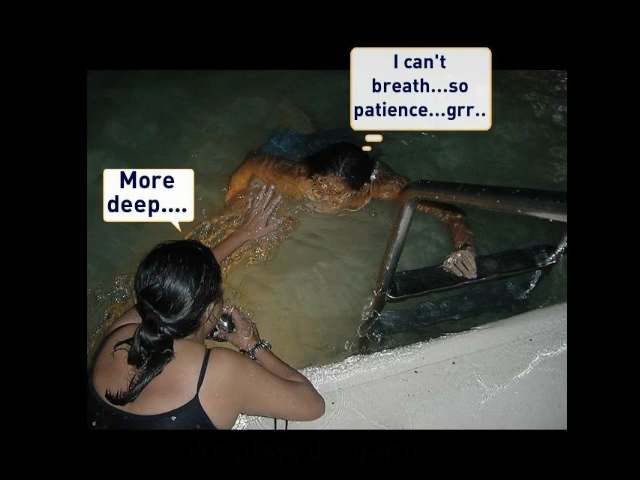 I can't
breath...so
patience...grr..
More
deep....